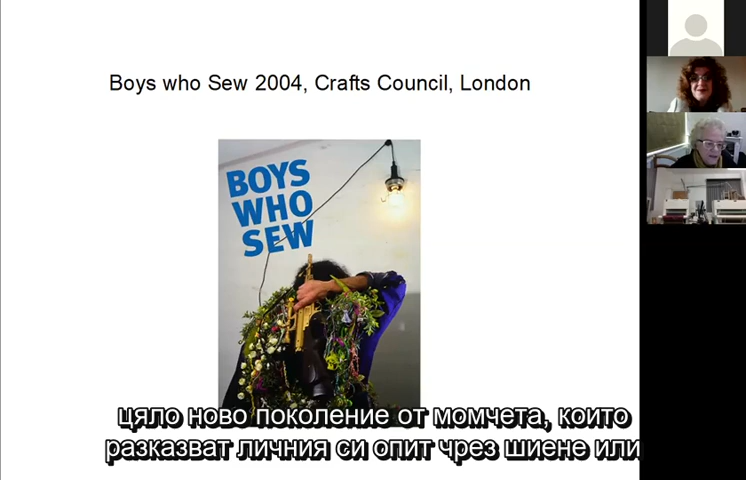 Boys who Sew 2004, Crafts Council, London
BOYS
WHO
SEW
цяло ново поколение от момчета, които
разказват личния си опит чрез шиене или